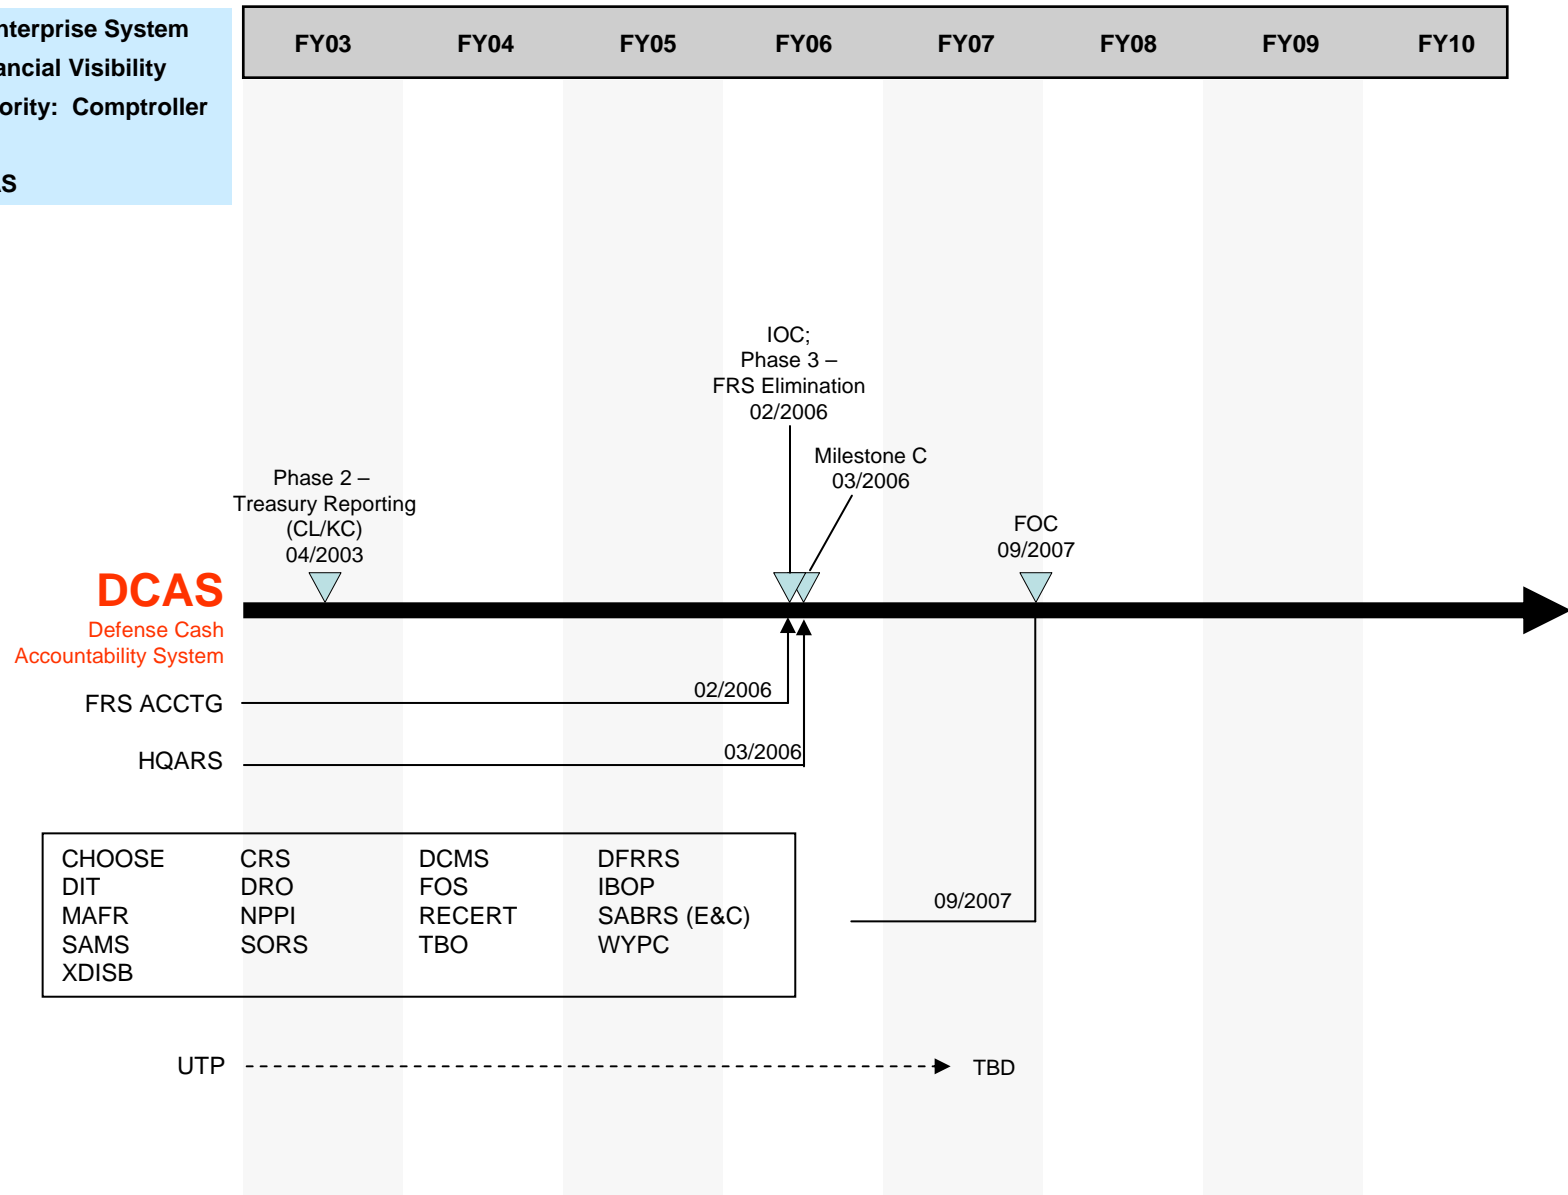 Enterprise System
Financial Visibility
Authority: Comptroller
FY03 FY04 FY05 FY06 FY07 FY08 FY09 FY10
IOC;
Phase 3 –
FRS Elimination
02/2006
Milestone C
03/2006
Phase 2 –
Treasury Reporting
(CL/KC)
04/2003
FOC
09/2007
DCAS
Defense Cash
Accountability System
FRS ACCTG
02/2006
HQARS
03/2006
CHOOSE CRS DCMS DFRRS
DIT DRO FOS IBOP
MAFR NPPI RECERT SABRS (E&C)
SAMS SORS TBO WYPC
XDISB
09/2007
UTP
TBD